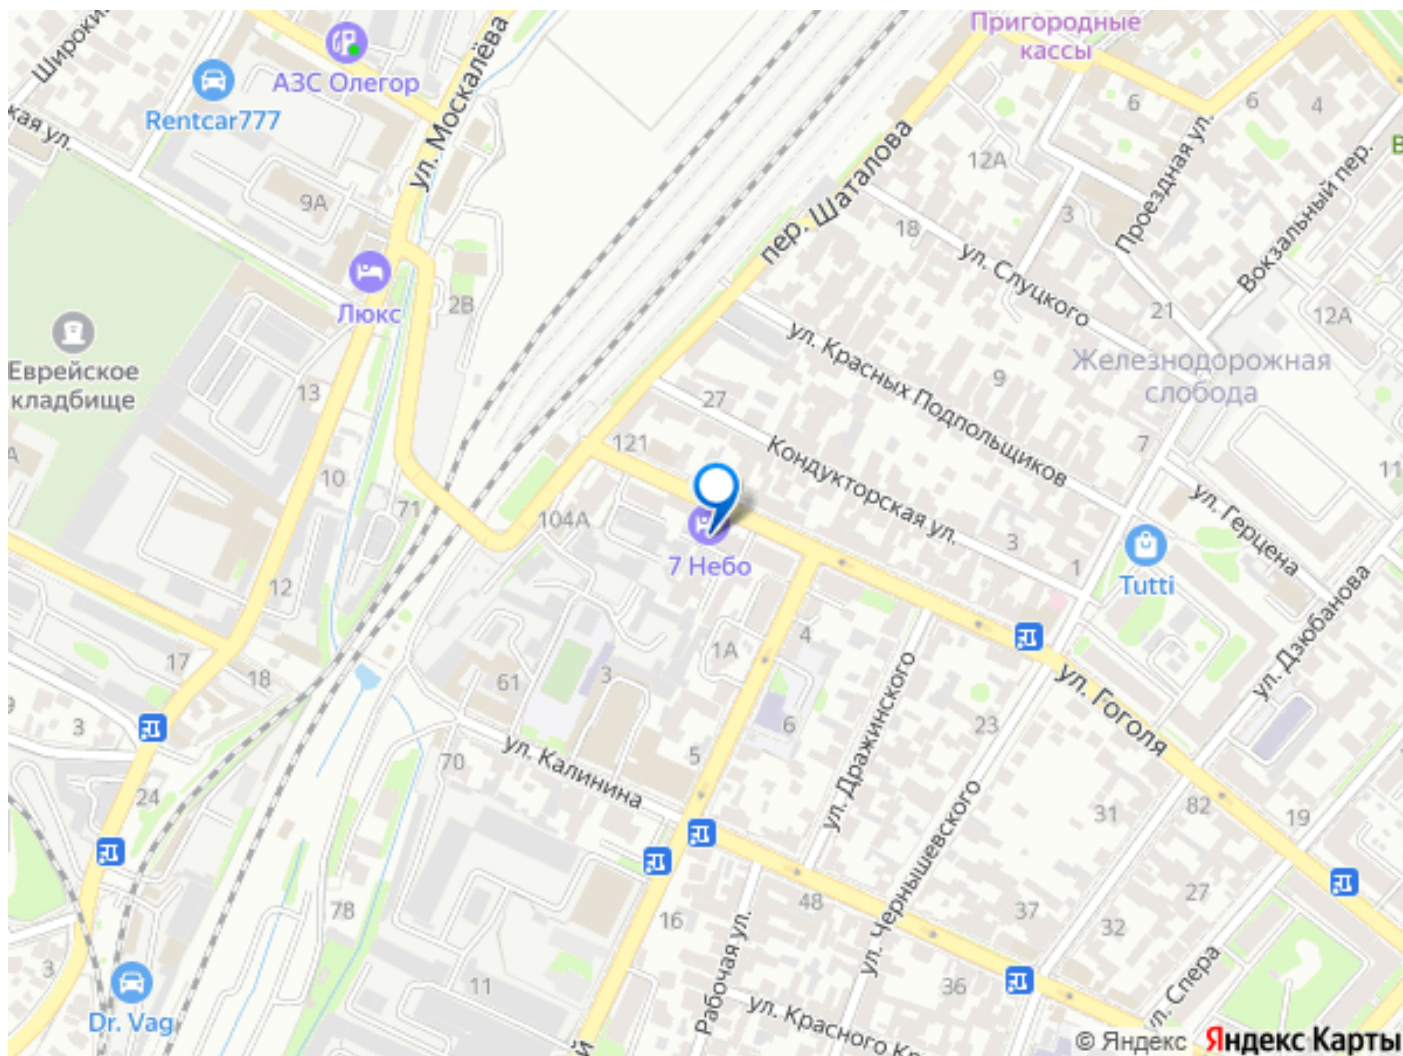 Пригородные
кассы
Широки
АЗС Олегор
Rentcar777
ул. Москалёва
кая ул.
6
6
4
В
Проездная ул.
12А
пер. Шаталова
Вокзальный пер.
9А
3
18
ул. Слуцкого
Люкс
2В
21
12А
Еврейское
кладбище
ул. Красных Подпольщиков
Железнодорожная
слобода
13
9
27
7
121
Кондукторская ул.
А
10
11
71
104А
ул. Герцена
7 Небо
3
1
Tutti
12
ул. Дзюбанова
4
17
18
1А
3
61
ул. Дражинского
ул. Гоголя
9
3
6
23
5
70
ул. Калинина
24
82
19
31
ул. Чернышевского
78
48
27
16
37
32
3
Рабочая ул.
ул. Спера
11
36
Dr. Vag
ул. Красного К
й
© Яндекс Яндекс Карты